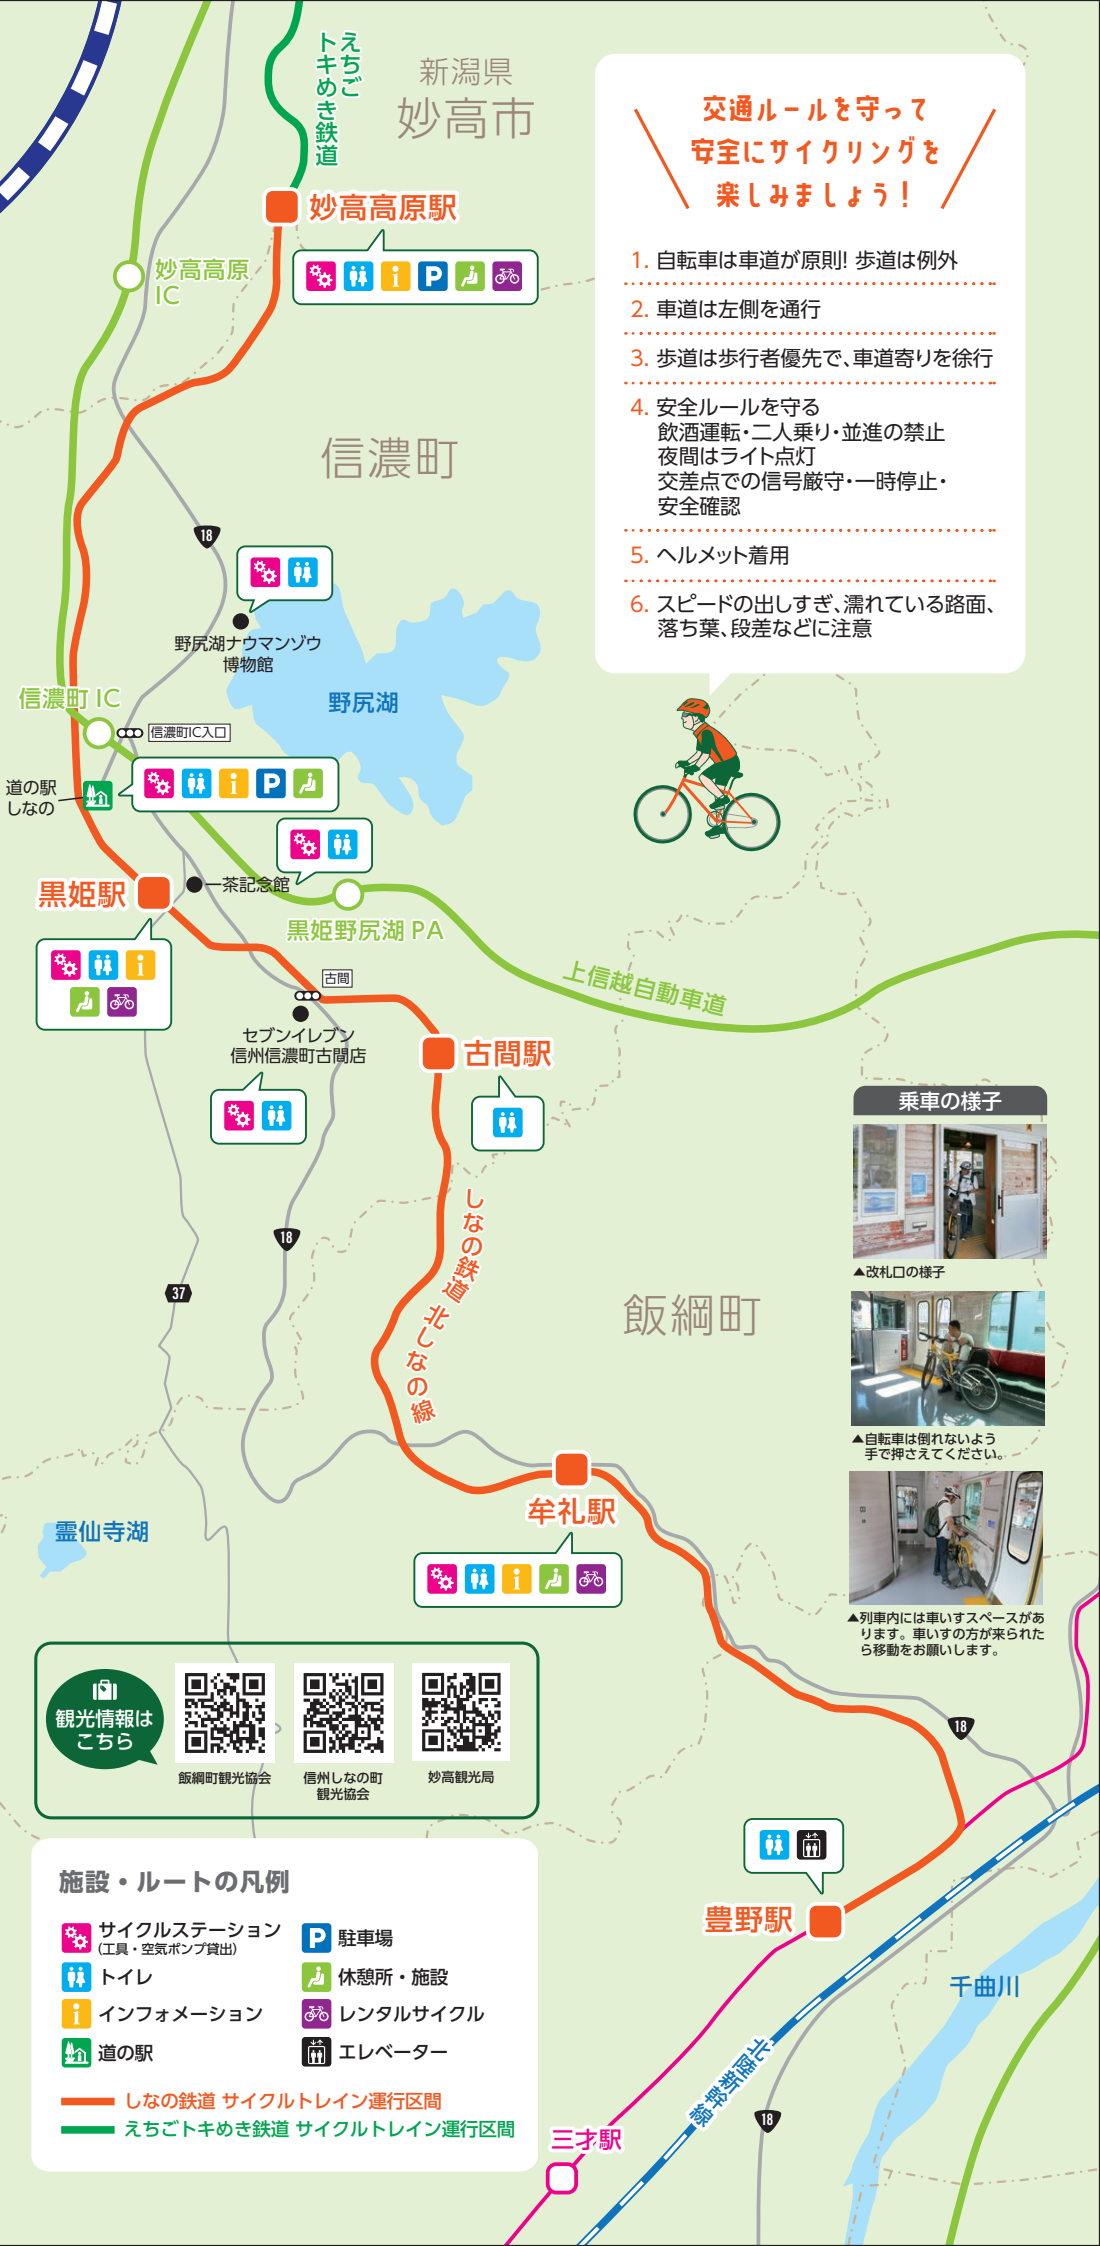 えちご
トキめき鉄道
新潟県
妙高市
妙高高原駅
P
妙高高原
IC
交通ルールを守って
安全にサイクリングを
楽しみましょう!
1. 自転車は車道が原則! 歩道は例外
2. 車道は左側を通行
3. 歩道は歩行者優先で、車道寄りを徐行
4. 安全ルールを守る
飲酒運転・二人乗り・並進の禁止
夜間はライト点灯
交差点での信号厳守・一時停止・
安全確認
5. ヘルメット着用
6. スピードの出しすぎ、濡れている路面、
落ち葉、段差などに注意
信濃町
18
野尻湖ナウマンゾウ
博物館
野尻湖
信濃町 IC
信濃町IC入口
道の駅
しなの
P
黒姫駅
一茶記念館
黒姫野尻湖 PA
上信越自動車道
古間
セブンイレブン
信州信濃町古間店
古間駅
18
37
しなの鉄道 北しなの線
飯綱町
乗車の様子
▲改札口の様子
▲自転車は倒れないよう
手で押さえてください。
▲列車内には車いすスペースがあ
ります。車いすの方が来られた
ら移動をお願いします。
牟礼駅
霊仙寺湖
観光情報は
こちら
飯綱町観光協会
信州しなの町
観光協会
妙高観光局
18
豊野駅
千曲川
北陸新幹線
18
三才駅
施設・ルートの凡例
サイクルステーション
(工具・空気ポンプ貸出)
トイレ
インフォメーション
道の駅
P 駐車場
休憩所・施設
レンタルサイクル
エレベーター
しなの鉄道 サイクルトレイン運行区間
えちごトキめき鉄道 サイクルトレイン運行区間